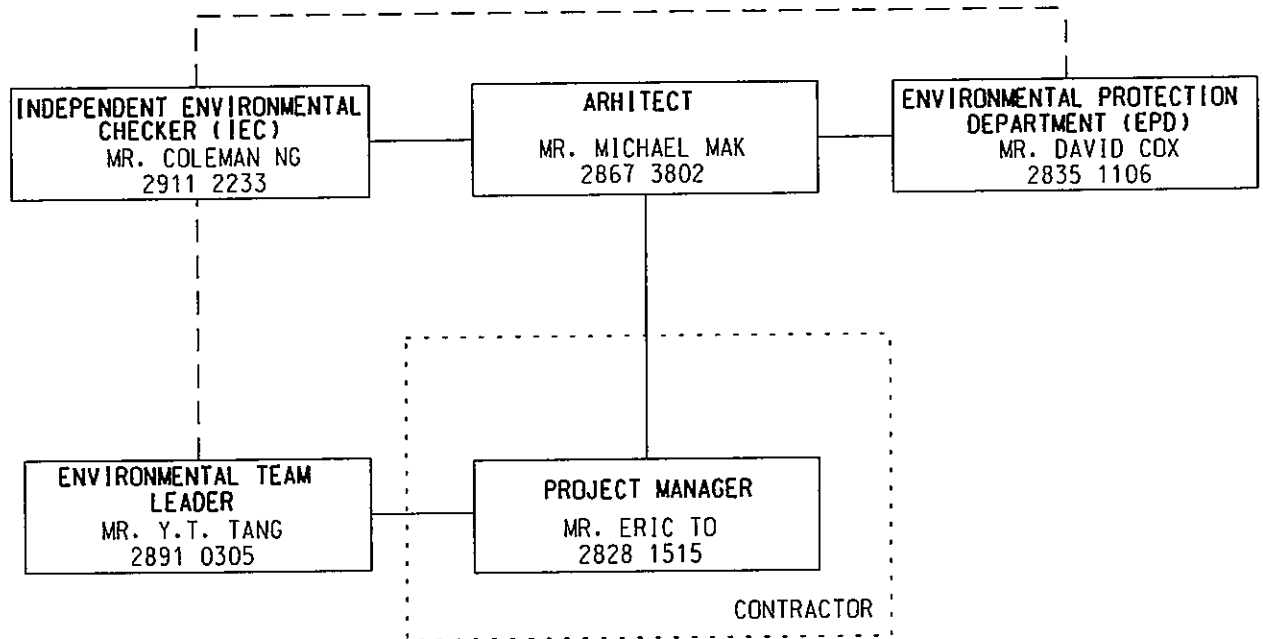 INDEPENDENT ENVIRONMENTAL
CHECKER (IEC)
MR. COLEMAN NG
2911 2233
ARHITECT
MR. MICHAEL MAK
2867 3802
ENVIRONMENTAL PROTECTION
DEPARTMENT (EPD)
MR. DAVID COX
2835 1106
ENVIRONMENTAL TEAM
LEADER
MR. Y.T. TANG
2891 0305
PROJECT MANAGER
MR. ERIC TO
2828 1515
CONTRACTOR